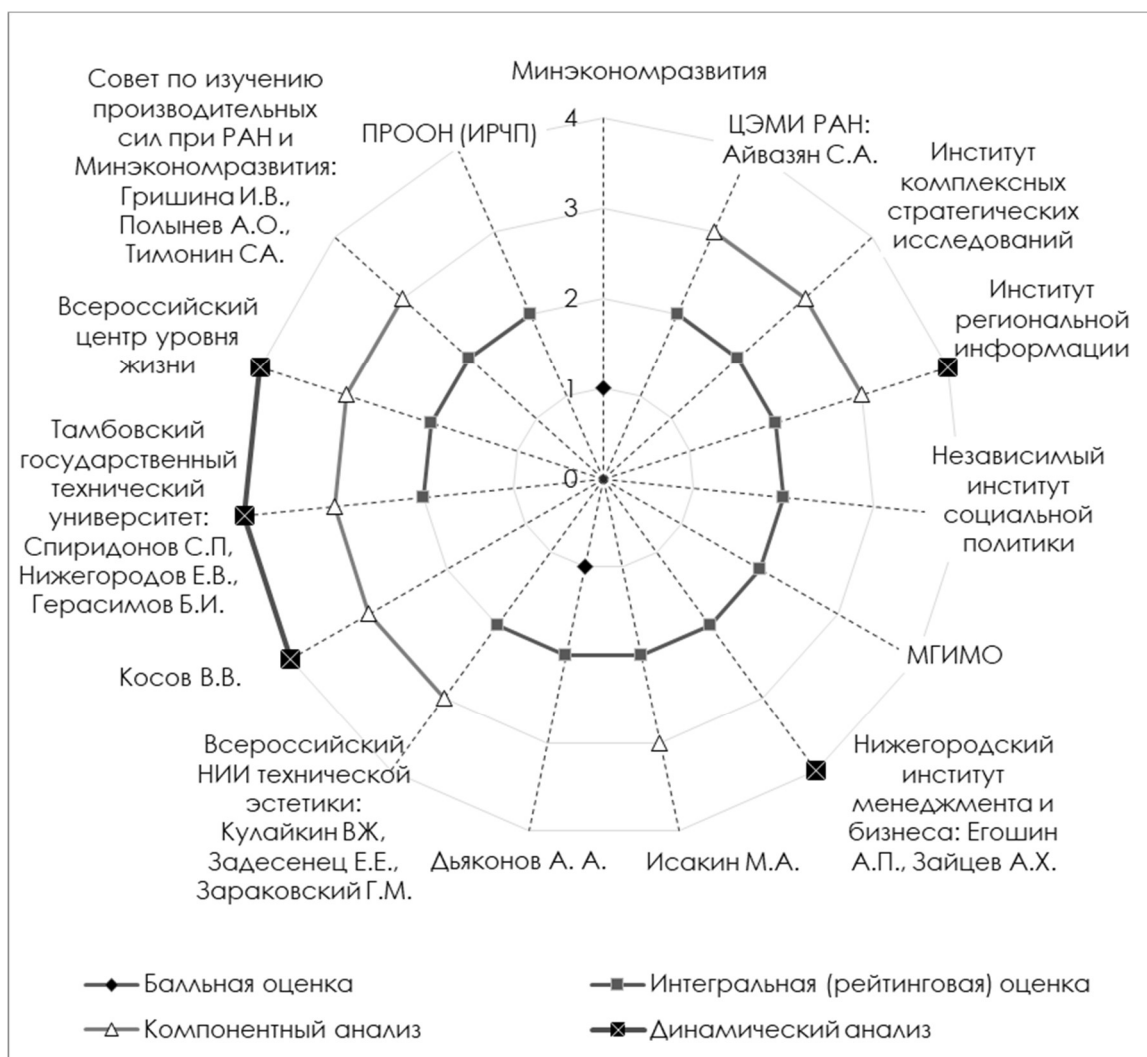 Минэкономразвития
ЦЭМИ РАН:
Айвазян С.А.
Институт
комплексных
стратегических
исследований
Институт
региональной
информации
Независимый
институт
социальной
политики
МГИМО
Нижегородский
институт
менеджмента и
бизнеса: Егошин
А.П., Зайцев А.Х.
Исакин М.А.
Дьяконов А. А.
Всероссийский
НИИ технической
эстетики:
Кулайкин ВЖ,
Задесенец Е.Е.,
Зараковский Г.М.
Косов В.В.
Тамбовский
государственный
технический
университет:
Спиридонов С.П,
Нижегородов Е.В.,
Герасимов Б.И.
Всероссийский
центр уровня
жизни
Совет по изучению
производительных
сил при РАН и
Минэкономразвития:
Гришина И.В.,
Полынев А.О.,
Тимонин СА.
ПРООН (ИРЧП)
4
3
2
1
0
Балльная оценка
Интегральная (рейтинговая) оценка
Компонентный анализ
Динамический анализ